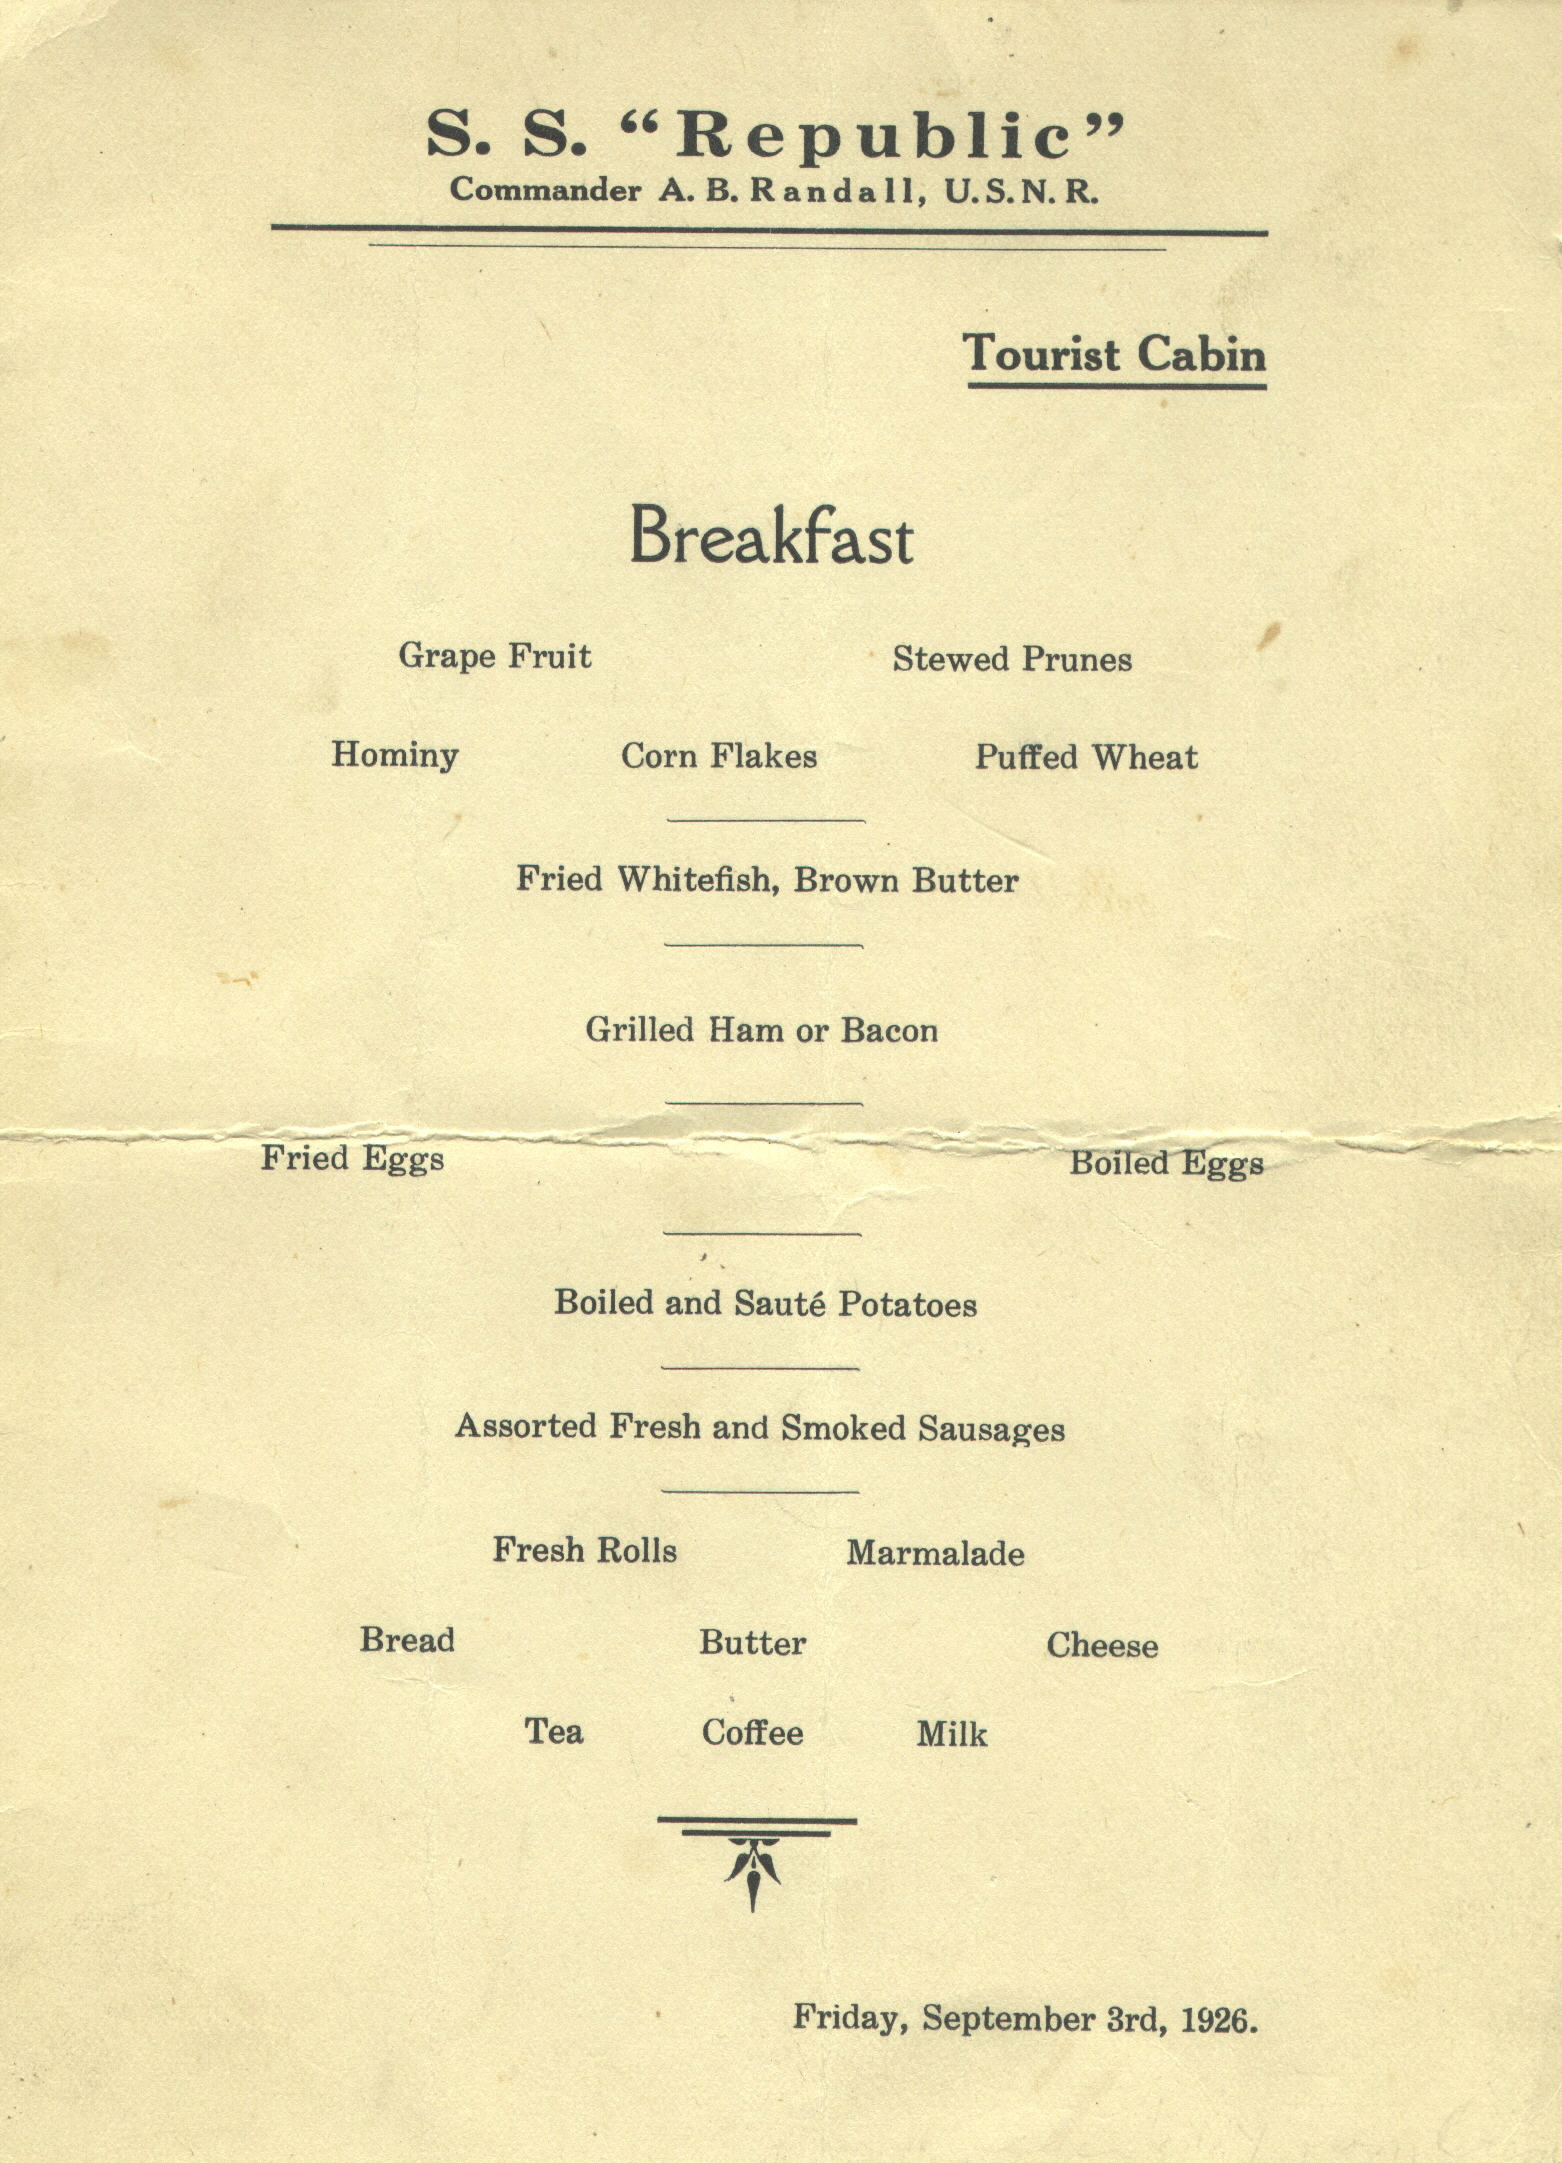 S. S. “Republic”
Commander A. B. Randall, U.S.N.R.
Tourist Cabin
Breakfast
Grape Fruit Stewed Prunes
Hominy Corn Flakes Puffed Wheat
Fried Whitefish, Brown Butter
Grilled Ham or Bacon
Fried Eggs Boiled Eggs
Boiled and Sauté Potatoes
Assorted Fresh and Smoked Sausages
Fresh Rolls Marmalade
Bread Butter Cheese
Tea Coffee Milk
Friday, September 3rd, 1926.